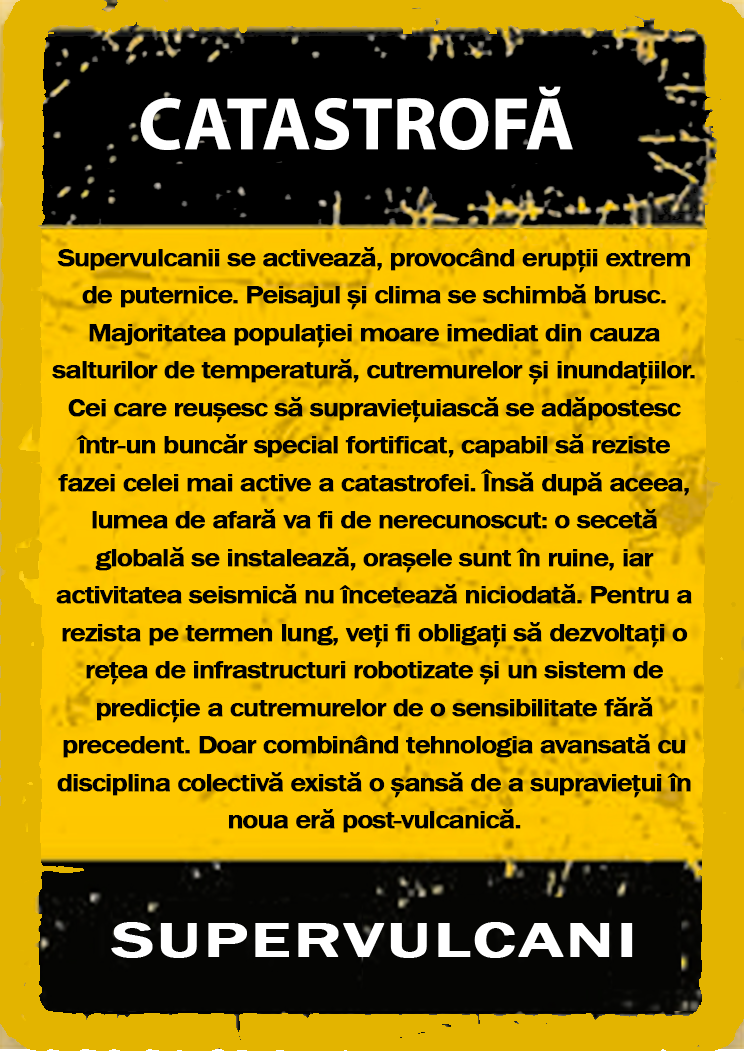 CATASTROFĂ
Supervulcanii se activează, provocând erupții extrem
de puternice. Peisajul și clima se schimbă brusc.
Majoritatea populației moare imediat din cauza
salturilor de temperatură, cutremurelor și inundațiilor.
Cei care reușesc să supraviețuiască se adăpostesc
într-un buncăr special fortificat, capabil să reziste
fazei celei mai active a catastrofei. Însă după aceea,
lumea de afară va fi de nerecunoscut: o secetă
globală se instalează, orașele sunt în ruine, iar
activitatea seismică nu încetează niciodată. Pentru a
rezista pe termen lung, veți fi obligați să dezvoltați o
rețea de infrastructuri robotizate și un sistem de
predicție a cutremurelor de o sensibilitate fără
precedent. Doar combinând tehnologia avansată cu
disciplina colectivă există o șansă de a supraviețui în
noua eră post-vulcanică.
SUPERVULCANI